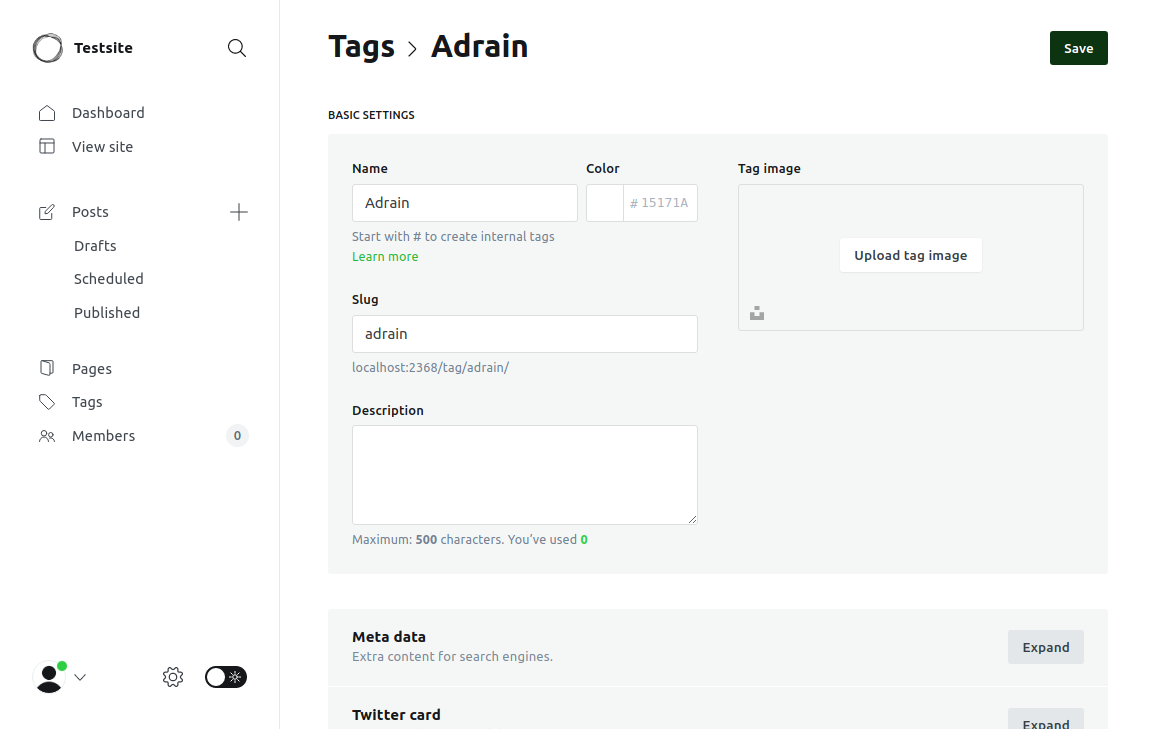 Testsite
Dashboard
View site
Posts
Drafts
Scheduled
Published
Pages
Tags
Members 0
Tags > Adrain
Save
BASIC SETTINGS
Name
Adrain
Start with # to create internal tags
Learn more
Color
# 15171A
Slug
adrain
localhost:2368/tag/adrain/
Description
Maximum: 500 characters. You’ve used 0
Tag image
Upload tag image
Meta data
Extra content for search engines.
Expand
Twitter card
Expand